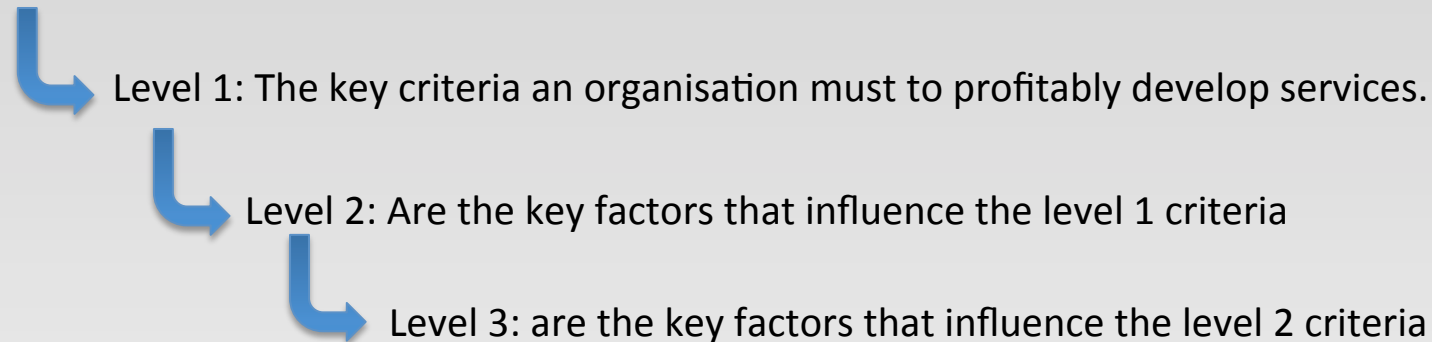 Level 1: The key criteria an organisation must to profitably develop services.
Level 2: Are the key factors that influence the level 1 criteria
Level 3: are the key factors that influence the level 2 criteria